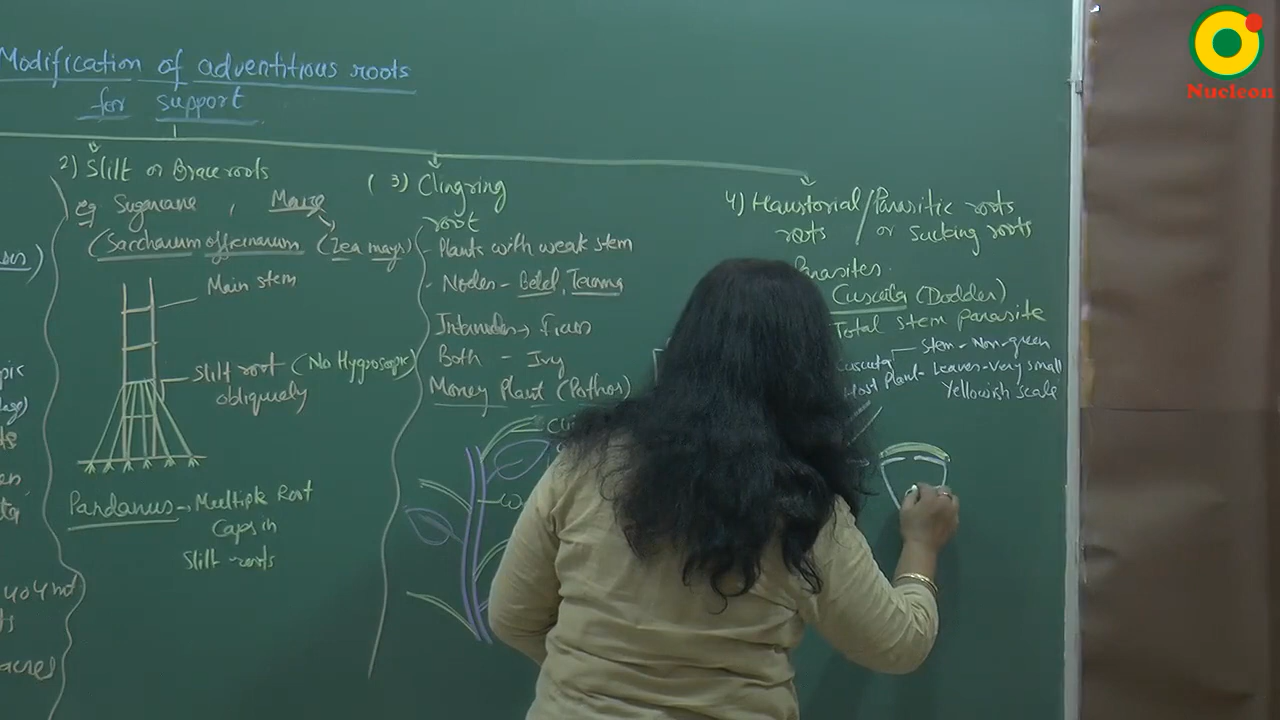 Modification of adventitious roots
for support
2) Stilt or Brace roots
eg Sugarcane , Maize
(Saccharum officinarum (Zea mays)
Main stem
Stilt root (No Hygroscopic)
obliquely
Pandanus → Multiple Root
Caps in
Stilt roots
(3) Clingring
root
- Plants with weak stem
- Nodes - Betel, Tecoma
Internodes → Ficus
Both - Ivy
Money Plant (Pothos)
4) Haustorial / Parasitic roots
roots / or Sucking roots
Parasites.
Cuscuta (Dodder)
Total stem parasite
Cuscuta Stem - Non-green
Host Plant - Leaves - Very small
Yellowish scale
acres
Nucleon